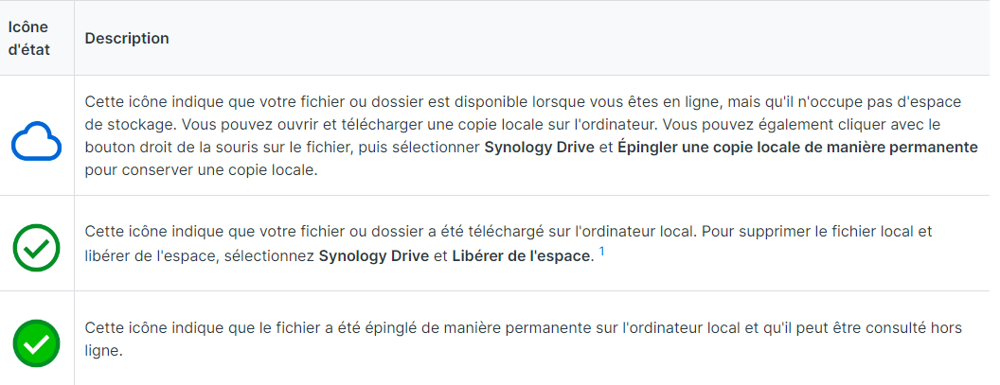 Icône
d'état
Description
Cette icône indique que votre fichier ou dossier est disponible lorsque vous êtes en ligne, mais qu'il n'occupe pas d'espace
de stockage. Vous pouvez ouvrir et télécharger une copie locale sur l'ordinateur. Vous pouvez également cliquer avec le
bouton droit de la souris sur le fichier, puis sélectionner Synology Drive et Épingler une copie locale de manière permanente
pour conserver une copie locale.
Cette icône indique que votre fichier ou dossier a été téléchargé sur l'ordinateur local. Pour supprimer le fichier local et
libérer de l'espace, sélectionnez Synology Drive et Libérer de l'espace. 1
Cette icône indique que le fichier a été épinglé de manière permanente sur l'ordinateur local et qu'il peut être consulté hors
ligne.